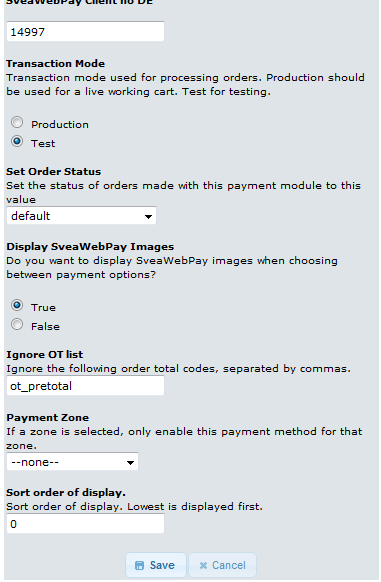 SveaWebPay Client no DE
14997
Transaction Mode
Transaction mode used for processing orders. Production should
be used for a live working cart. Test for testing.
Production
Test
Set Order Status
Set the status of orders made with this payment module to this
value
default
Display SveaWebPay Images
Do you want to display SveaWebPay images when choosing
between payment options?
True
False
Ignore OT list
Ignore the following order total codes, separated by commas.
ot_pretotal
Payment Zone
If a zone is selected, only enable this payment method for that
zone.
--none--
Sort order of display.
Sort order of display. Lowest is displayed first.
0
Save
Cancel